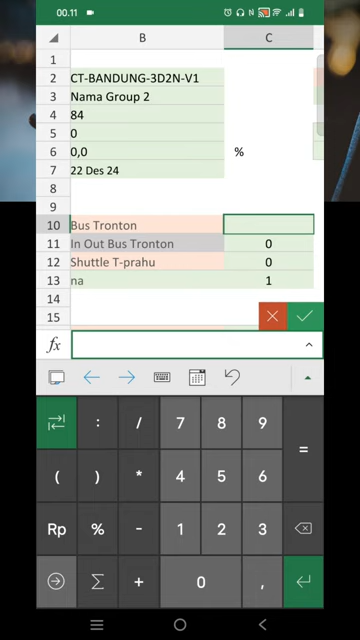 00.11
B C
1
2 CT-BANDUNG-3D2N-V1
3 Nama Group 2
4 84
5 0
6 0,0 %
7 22 Des 24
8
9
10 Bus Tronton
11 In Out Bus Tronton 0
12 Shuttle T-prahu 0
13 na 1
14
15
fx
: / 7 8 9
( ) * 4 5 6 =
Rp % - 1 2 3
Σ + 0 ,